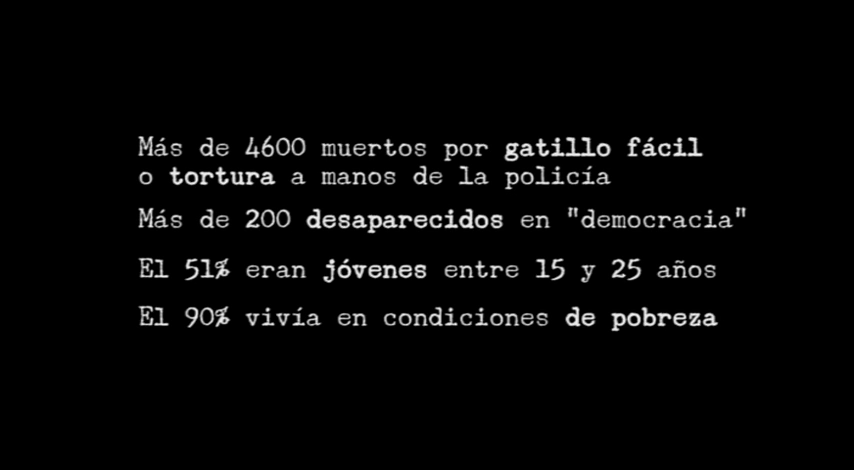 Más de 4600 muertos por gatillo fácil
o tortura a manos de la policía
Más de 200 desaparecidos en "democracia"
El 51% eran jóvenes entre 15 y 25 años
El 90% vivía en condiciones de pobreza